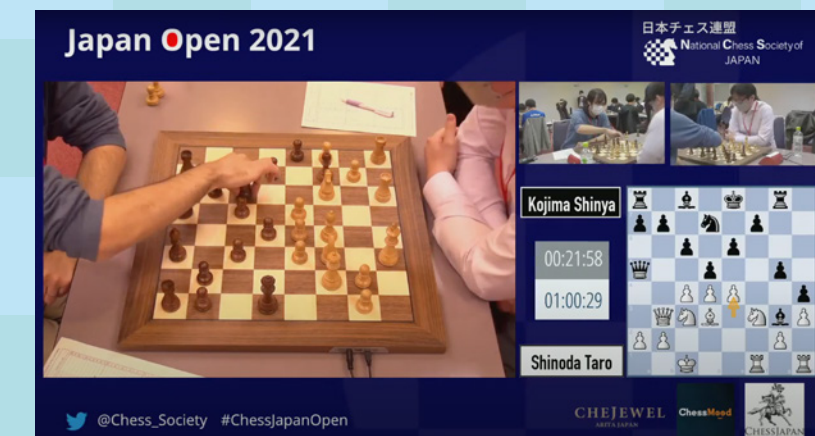 Japan Open 2021
日本チェス連盟
National Chess Society of
JAPAN
Kojima Shinya
00:21:58
01:00:29
Shinoda Taro
@Chess_Society #ChessJapanOpen
CHEJEWEL
ARITA JAPAN
ChessMood
CHESSJAPAN